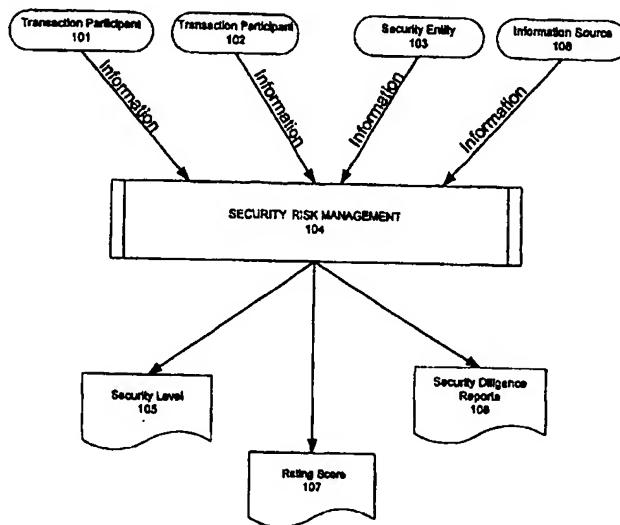 Transaction Participant
101
Transaction Participant
102
Security Entity
103
Information Source
108
Information
Information
Information
Information
SECURITY RISK MANAGEMENT
104
Security Level
105
Security Diligence
Reports
106
Rating Score
107